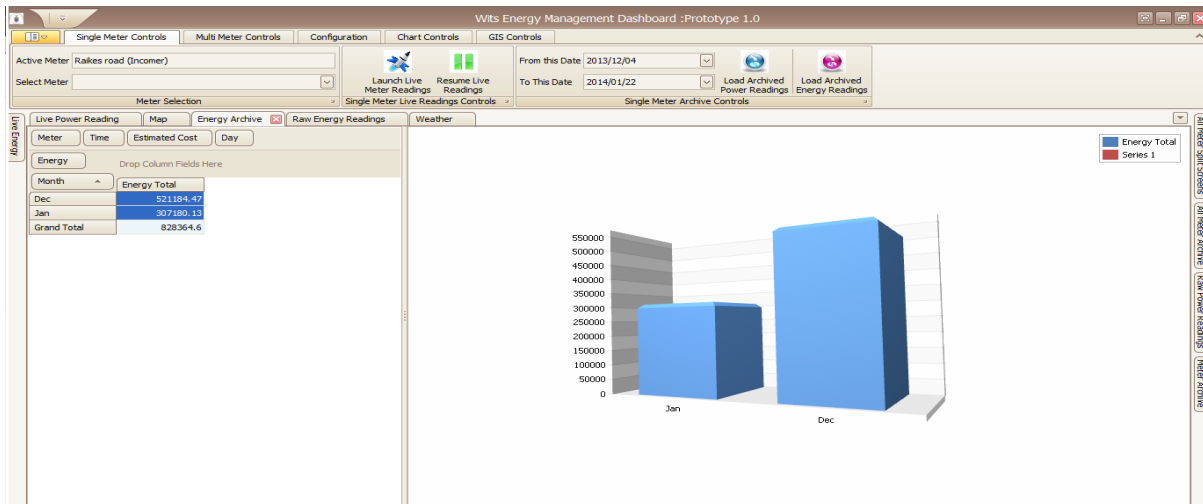 Wits Energy Management Dashboard :Prototype 1.0
Single Meter Controls Multi Meter Controls Configuration Chart Controls GIS Controls
Active Meter Raikes road (Incomer)
Select Meter
Meter Selection
Launch Live Meter Readings
Resume Live Readings
Single Meter Live Readings Controls
From this Date 2013/12/04
To This Date 2014/01/22
Load Archived Power Readings
Load Archived Energy Readings
Single Meter Archive Controls
Live Energy
Live Power Reading Map Energy Archive Raw Energy Readings Weather
Meter Time Estimated Cost Day
Energy Drop Column Fields Here
Month Energy Total
Dec 521184.47
Jan 307180.13
Grand Total 828364.6
Energy Total
Series 1
550000
500000
450000
400000
350000
300000
250000
200000
150000
100000
50000
0
Jan
Dec
All Meter Split Screens
All Meter Archive
Raw Power Readings
Meter Archive